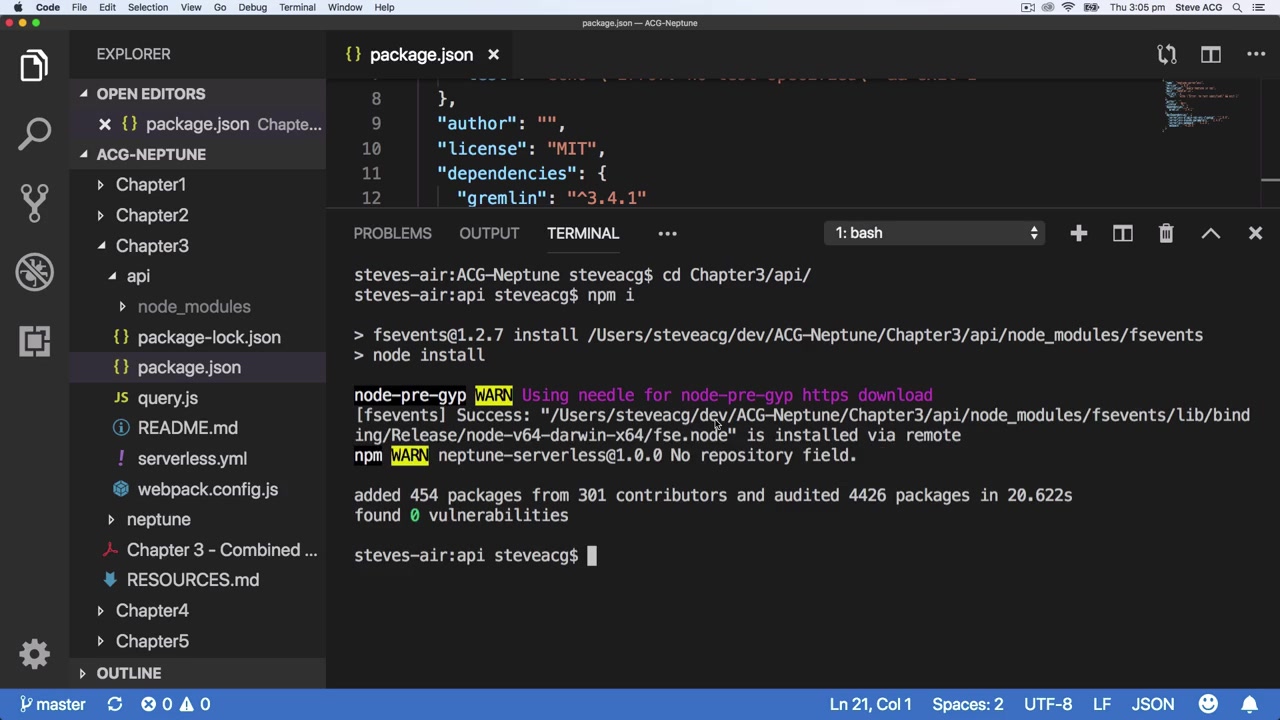 Code File Edit Selection View Go Debug Terminal Window Help Thu 3:05 pm Steve ACG
package.json — ACG-Neptune
EXPLORER
OPEN EDITORS
package.json Chapte...
ACG-NEPTUNE
Chapter1
Chapter2
Chapter3
api
node_modules
package-lock.json
package.json
query.js
README.md
serverless.yml
webpack.config.js
neptune
Chapter 3 - Combined ...
RESOURCES.md
Chapter4
Chapter5
OUTLINE
package.json
8 },
9 "author": "",
10 "license": "MIT",
11 "dependencies": {
12 "gremlin": "^3.4.1"
PROBLEMS OUTPUT TERMINAL ••• 1: bash
steves-air:ACG-Neptune steveacg$ cd Chapter3/api/
steves-air:api steveacg$ npm i
> fsevents@1.2.7 install /Users/steveacg/dev/ACG-Neptune/Chapter3/api/node_modules/fsevents
> node install
node-pre-gyp WARN Using needle for node-pre-gyp https download
[fsevents] Success: "/Users/steveacg/dev/ACG-Neptune/Chapter3/api/node_modules/fsevents/lib/bind
ing/Release/node-v64-darwin-x64/fse.node" is installed via remote
npm WARN neptune-serverless@1.0.0 No repository field.
added 454 packages from 301 contributors and audited 4426 packages in 20.622s
found 0 vulnerabilities
steves-air:api steveacg$
master 0 0 Ln 21, Col 1 Spaces: 2 UTF-8 LF JSON